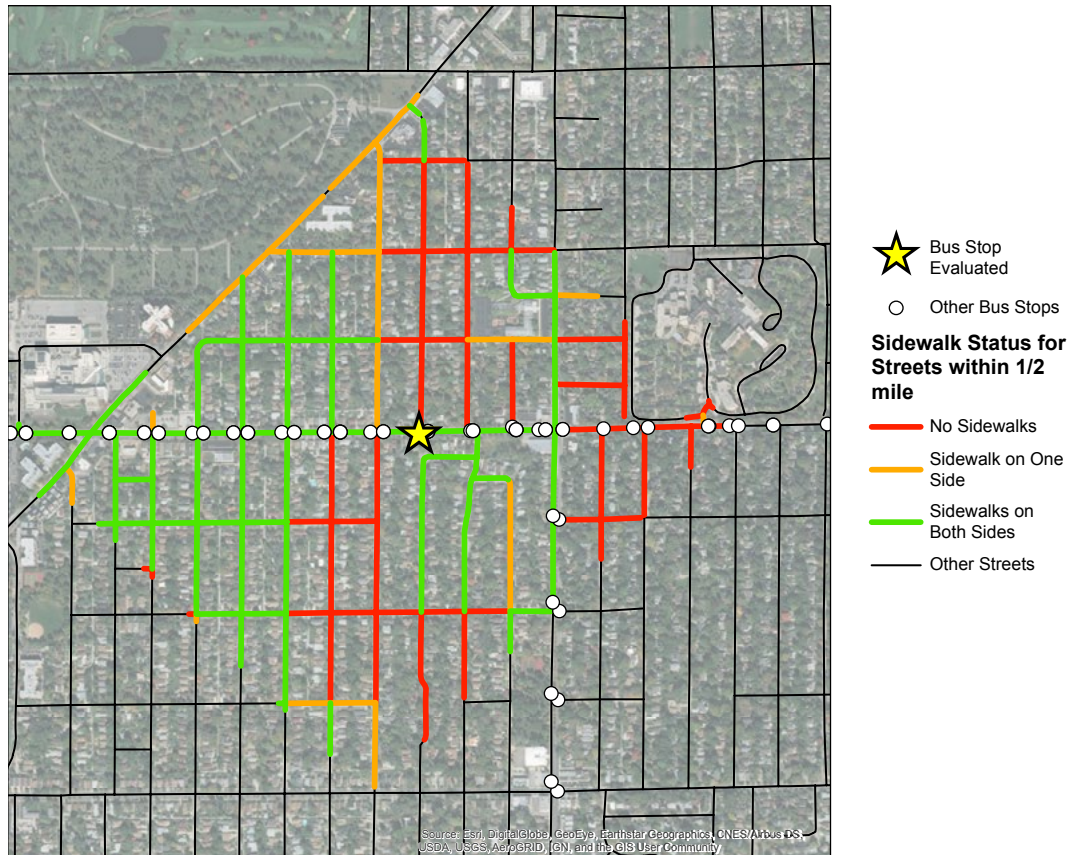 Bus Stop
Evaluated
Other Bus Stops
Sidewalk Status for
Streets within 1/2
mile
No Sidewalks
Sidewalk on One
Side
Sidewalks on
Both Sides
Other Streets
Source: Esri, DigitalGlobe, GeoEye, Earthstar Geographics, CNES/Airbus DS,
USDA, USGS, AeroGRID, IGN, and the GIS User Community